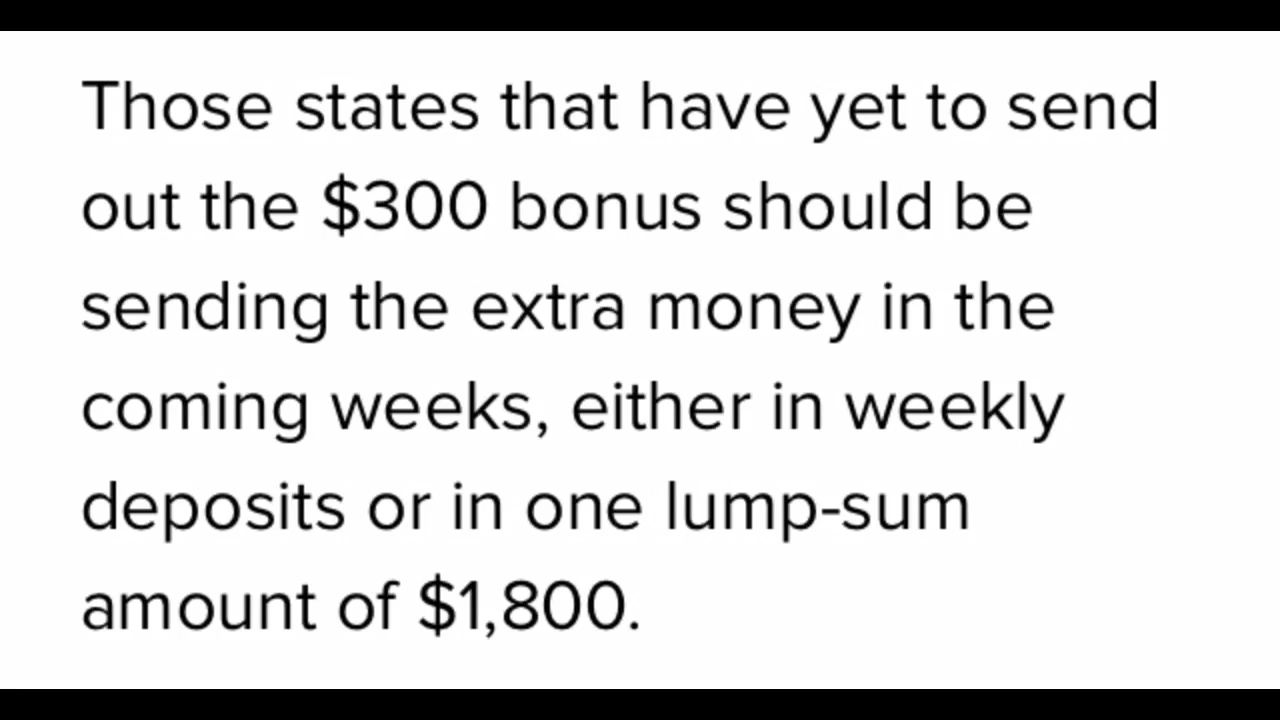 Those states that have yet to send
out the $300 bonus should be
sending the extra money in the
coming weeks, either in weekly
deposits or in one lump-sum
amount of $1,800.